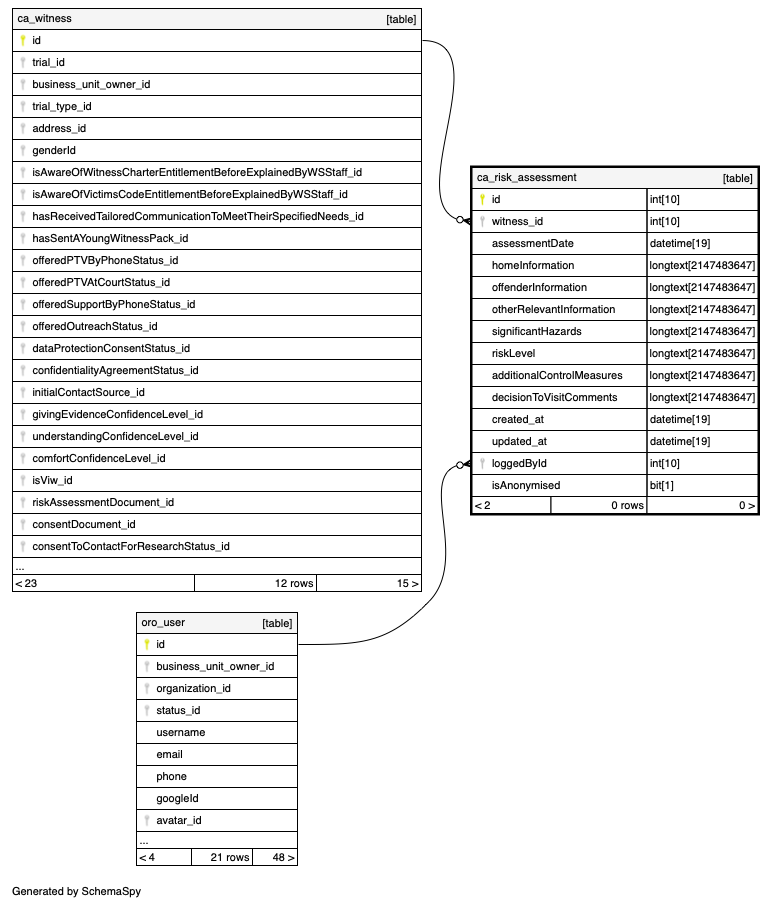 ca_witness [table]
id
trial_id
business_unit_owner_id
trial_type_id
address_id
genderId
isAwareOfWitnessCharterEntitlementBeforeExplainedByWSStaff_id
isAwareOfVictimsCodeEntitlementBeforeExplainedByWSStaff_id
hasReceivedTailoredCommunicationToMeetTheirSpecifiedNeeds_id
hasSentAYoungWitnessPack_id
offeredPTVByPhoneStatus_id
offeredPTVAtCourtStatus_id
offeredSupportByPhoneStatus_id
offeredOutreachStatus_id
dataProtectionConsentStatus_id
confidentialityAgreementStatus_id
initialContactSource_id
givingEvidenceConfidenceLevel_id
understandingConfidenceLevel_id
comfortConfidenceLevel_id
isViw_id
riskAssessmentDocument_id
consentDocument_id
consentToContactForResearchStatus_id
...
< 23 12 rows 15 >
ca_risk_assessment [table]
id int[10]
witness_id int[10]
assessmentDate datetime[19]
homeInformation longtext[2147483647]
offenderInformation longtext[2147483647]
otherRelevantInformation longtext[2147483647]
significantHazards longtext[2147483647]
riskLevel longtext[2147483647]
additionalControlMeasures longtext[2147483647]
decisionToVisitComments longtext[2147483647]
created_at datetime[19]
updated_at datetime[19]
loggedById int[10]
isAnonymised bit[1]
< 2 0 rows 0 >
oro_user [table]
id
business_unit_owner_id
organization_id
status_id
username
email
phone
googleId
avatar_id
...
< 4 21 rows 48 >
Generated by SchemaSpy